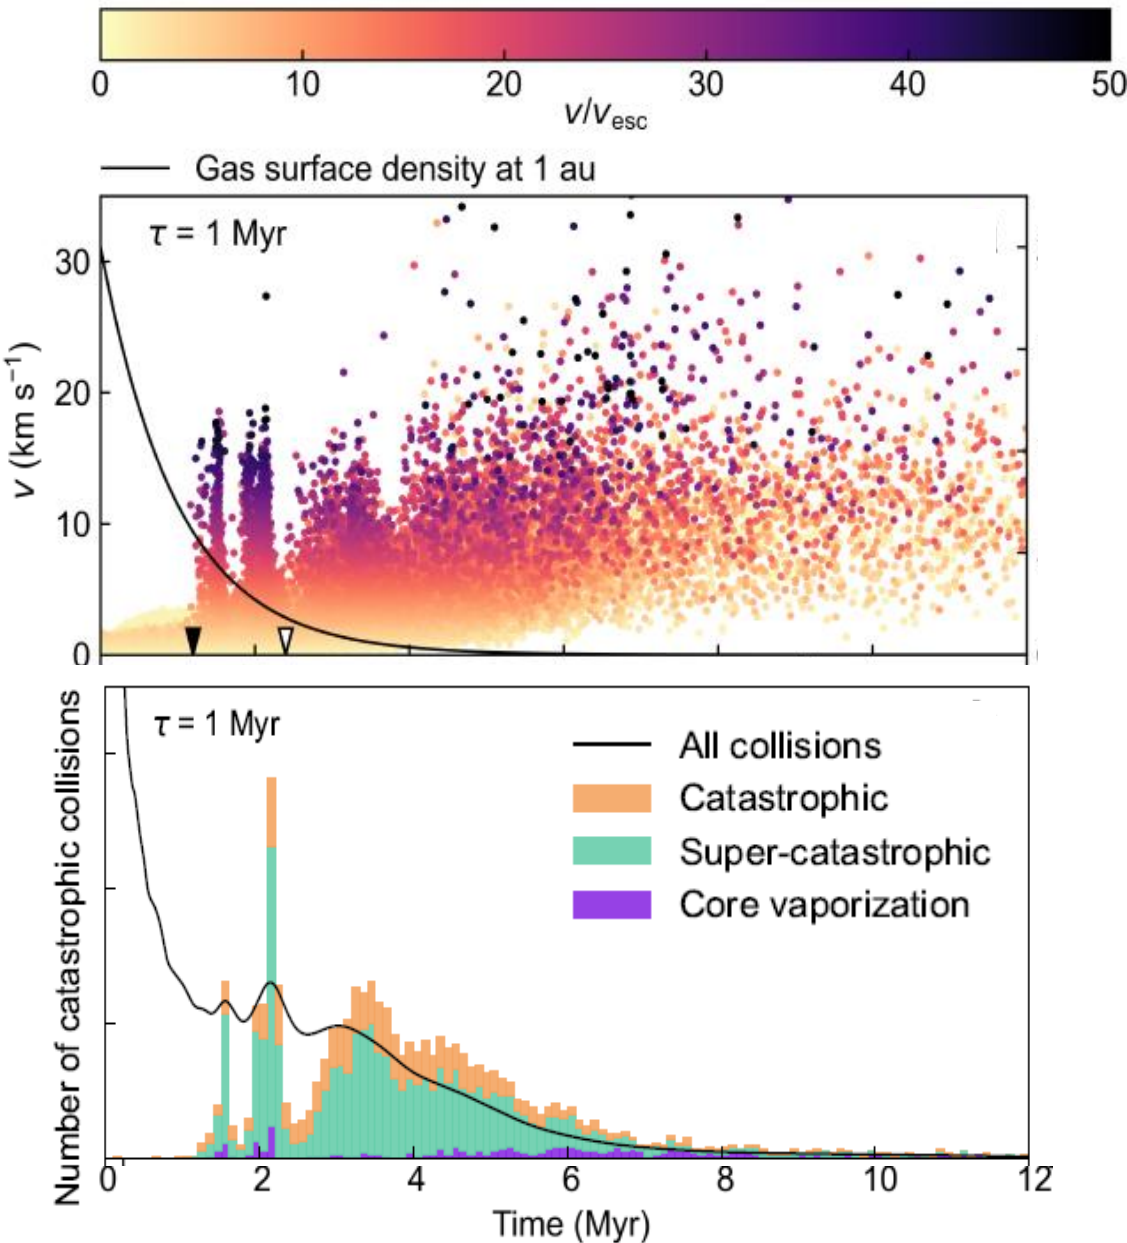 0 10 20 30 40 50
v/v_esc
Gas surface density at 1 au
τ = 1 Myr
30
20
10
0
v (km s⁻¹)
τ = 1 Myr
All collisions
Catastrophic
Super-catastrophic
Core vaporization
Number of catastrophic collisions
0 2 4 6 8 10 12
Time (Myr)